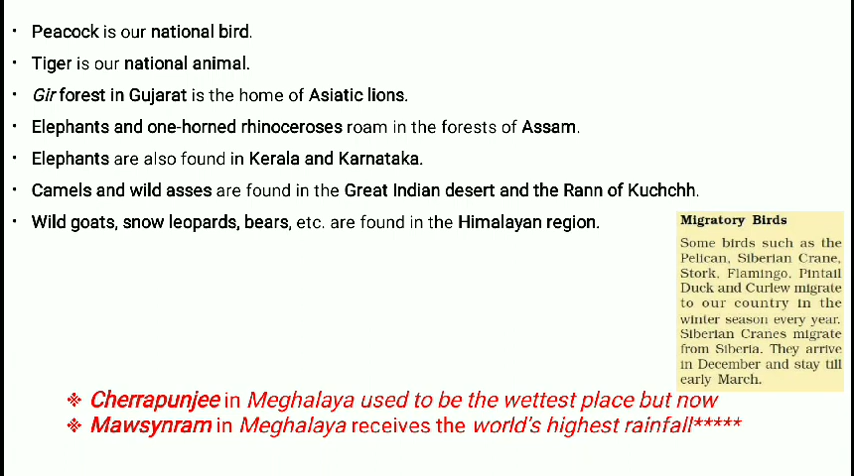 • Peacock is our national bird.
• Tiger is our national animal.
• Gir forest in Gujarat is the home of Asiatic lions.
• Elephants and one-horned rhinoceroses roam in the forests of Assam.
• Elephants are also found in Kerala and Karnataka.
• Camels and wild asses are found in the Great Indian desert and the Rann of Kuchchh.
• Wild goats, snow leopards, bears, etc. are found in the Himalayan region.
Migratory Birds
Some birds such as the
Pelican, Siberian Crane,
Stork, Flamingo, Pintail
Duck and Curlew migrate
to our country in the
winter season every year.
Siberian Cranes migrate
from Siberia. They arrive
in December and stay till
early March.
❖ Cherrapunjee in Meghalaya used to be the wettest place but now
❖ Mawsynram in Meghalaya receives the world's highest rainfall*****